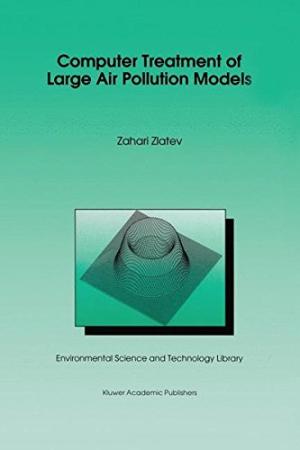 Computer Treatment of
Large Air Pollution Models
Zahari Zlatev
Environmental Science and Technology Library
Kluwer Academic Publishers